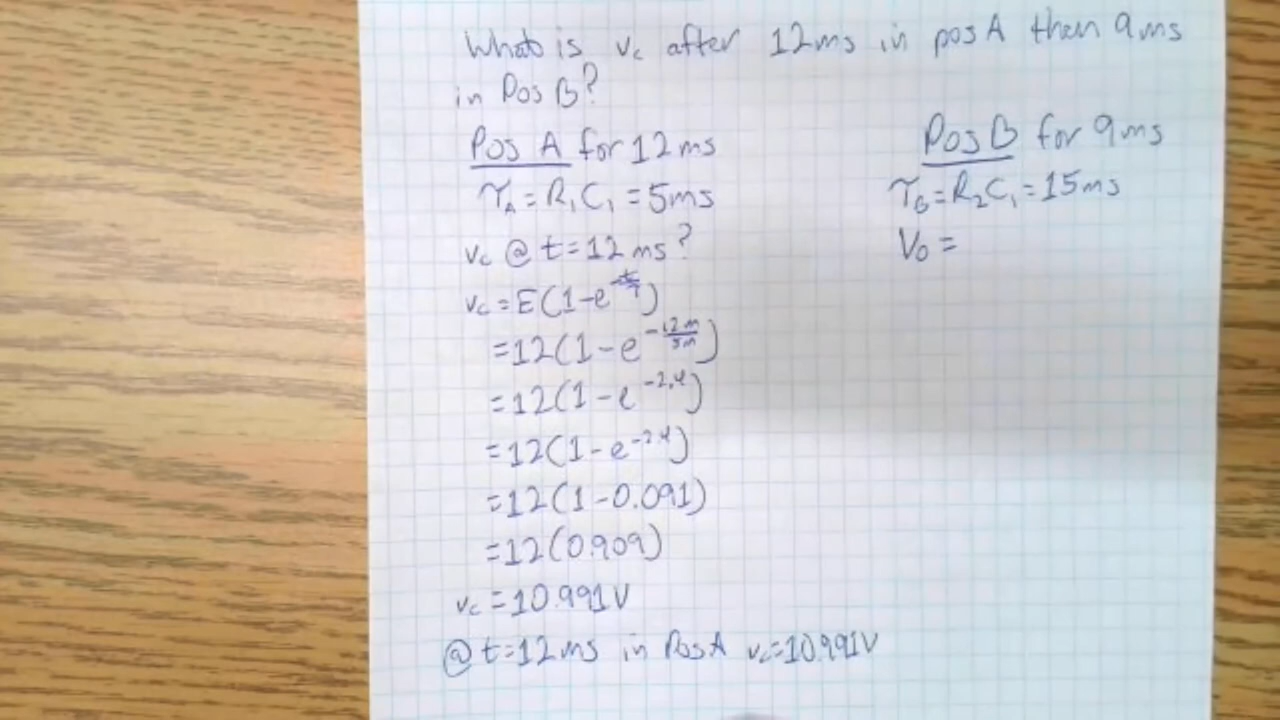 What is vc after 12ms in pos A then 9ms
in Pos B?
Pos A for 12ms
τA = R1C1 = 5ms
vc @ t=12ms?
vc = E(1-e^-t/τ)
=12(1-e^-12m/5m)
=12(1-e^-2.4)
=12(1-e^-2.4)
=12(1-0.091)
=12(0.909)
vc = 10.991V
@ t=12ms in Pos A vc=10.991V
Pos B for 9ms
τB=R2C1=15ms
V0 =